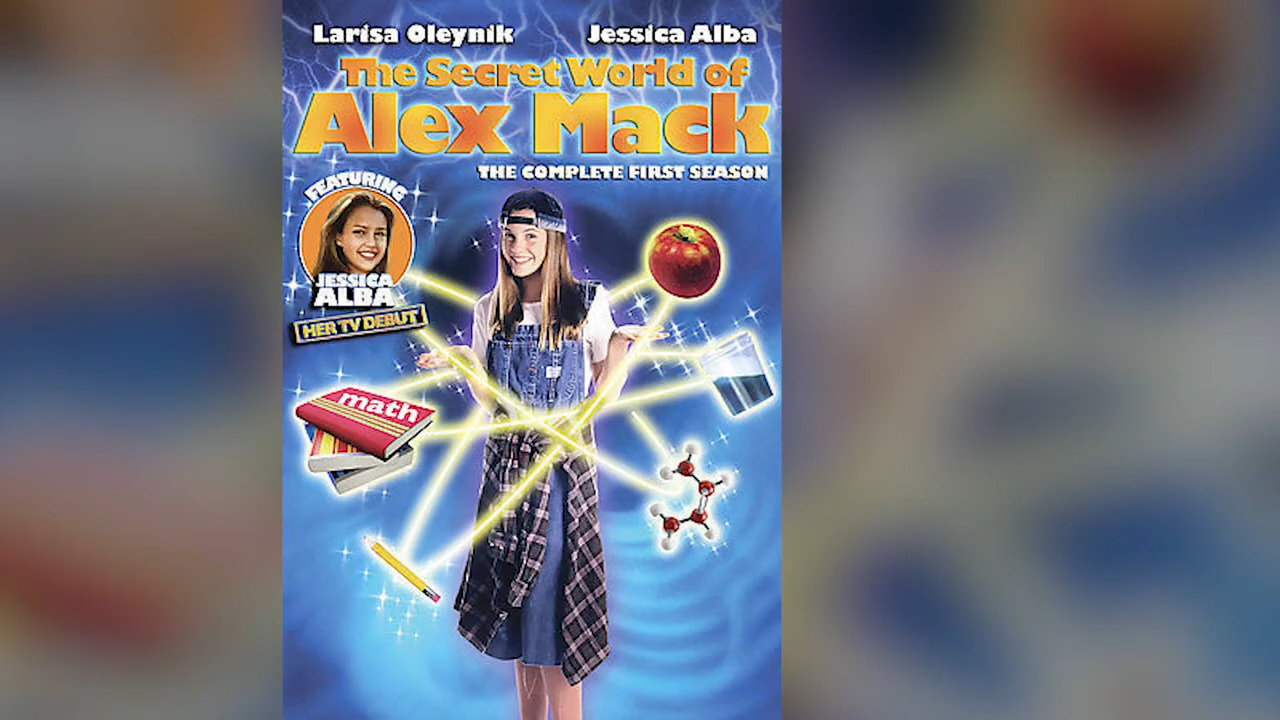 Larisa Oleynik
Jessica Alba
The Secret World of
Alex Mack
THE COMPLETE FIRST SEASON
FEATURING
JESSICA
ALBA
HER TV DEBUT
math